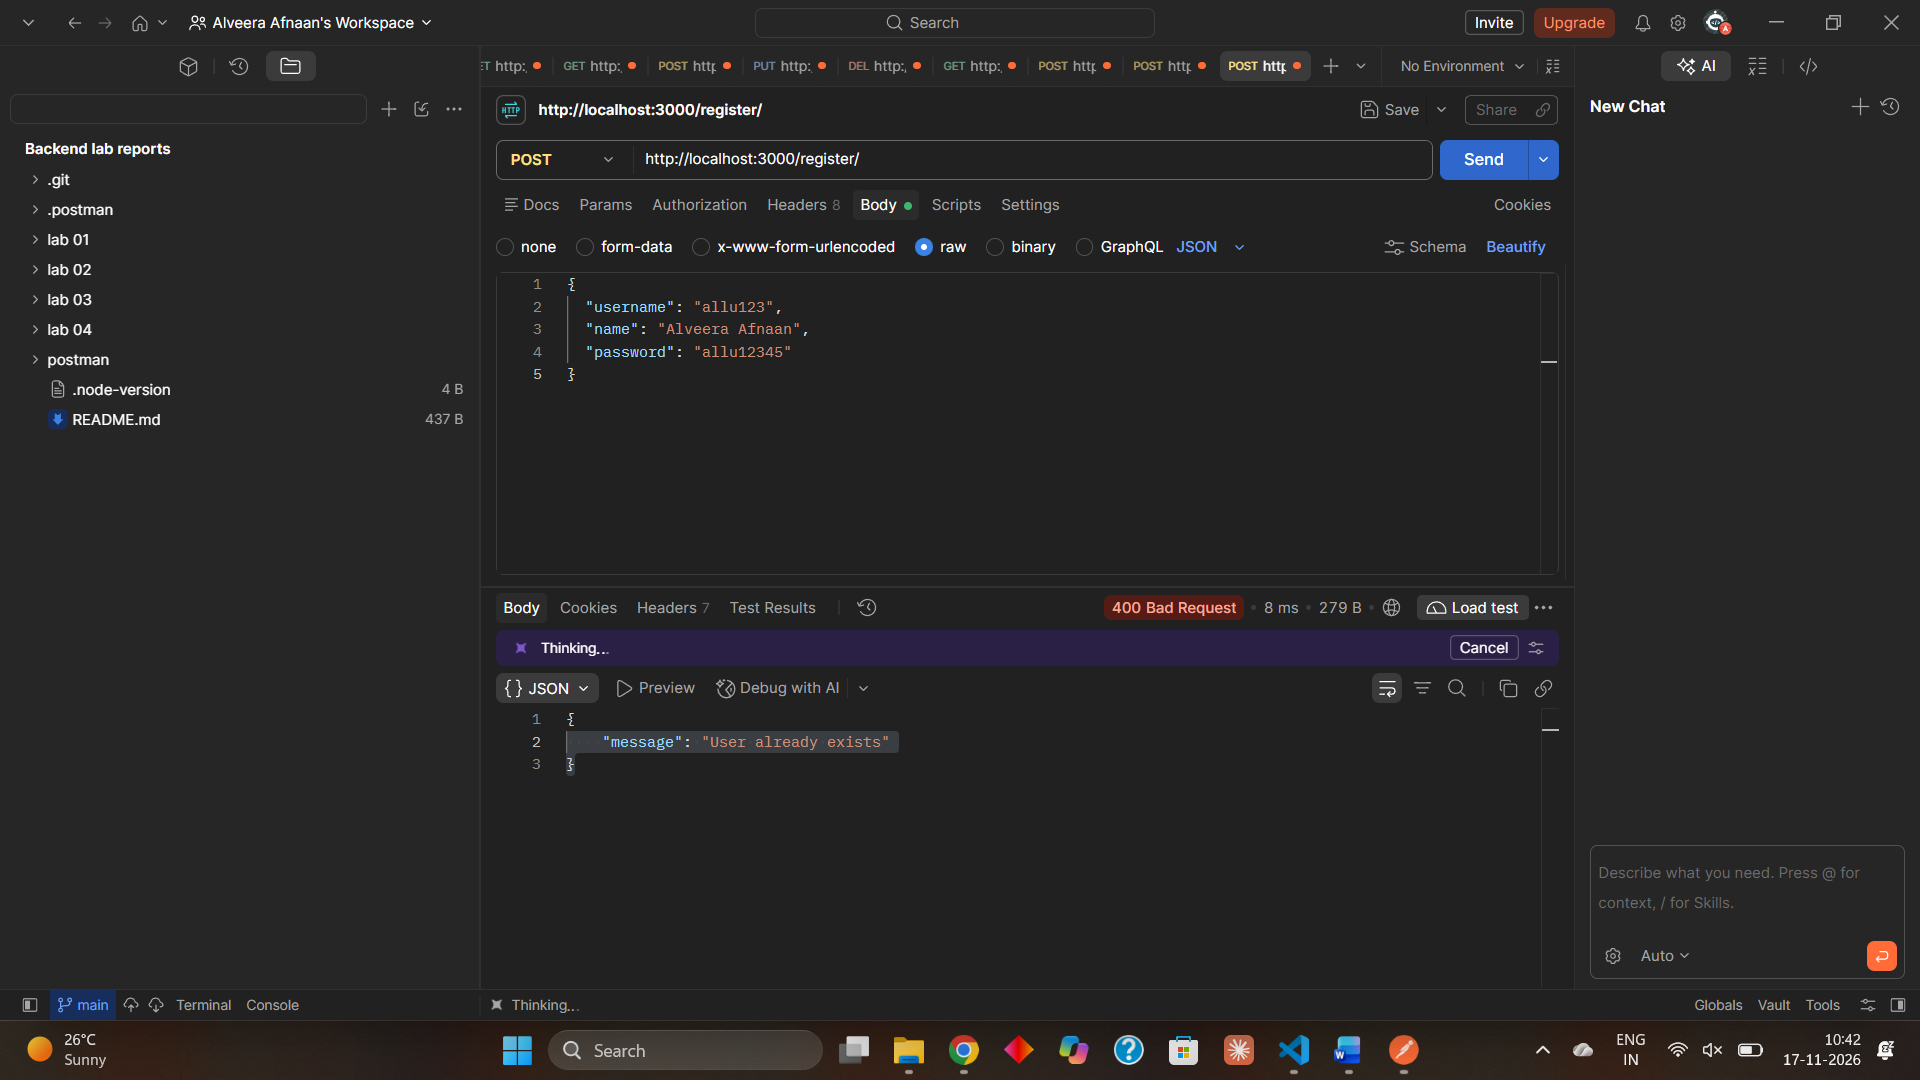 Alveera Afnaan's Workspace
Search
Invite
Upgrade
ET http:,
GET http:,
POST http
PUT http:,
DEL http:,
GET http:,
POST http
POST http
POST http
No Environment
AI
HTTP http://localhost:3000/register/
Save
Share
New Chat
Backend lab reports
.git
.postman
lab 01
lab 02
lab 03
lab 04
postman
.node-version 4 B
README.md 437 B
POST http://localhost:3000/register/
Send
Docs Params Authorization Headers 8 Body Scripts Settings Cookies
none form-data x-www-form-urlencoded raw binary GraphQL JSON Schema Beautify
1 {
2 "username": "allu123",
3 "name": "Alveera Afnaan",
4 "password": "allu12345"
5 }
Body Cookies Headers 7 Test Results 400 Bad Request 8 ms 279 B Load test
Thinking... Cancel
{} JSON Preview Debug with AI
1 {
2 "message": "User already exists"
3 }
Describe what you need. Press @ for
context, / for Skills.
Auto
main Terminal Console Thinking... Globals Vault Tools
26°C
Sunny
Search
ENG
IN
10:42
17-11-2026